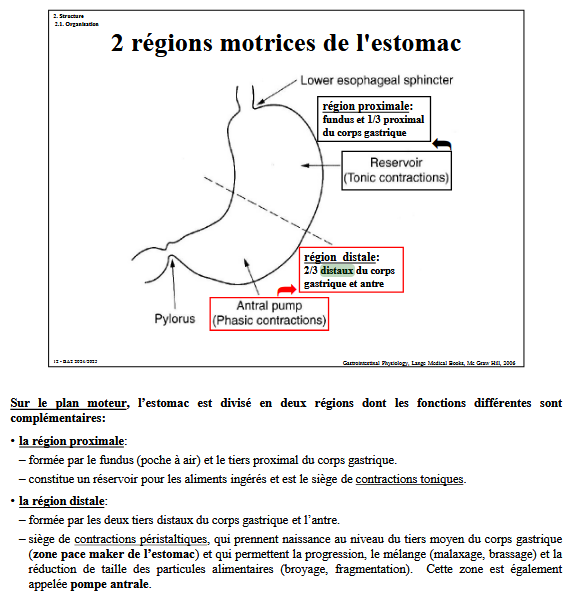 2. Structure
2.1. Organisation
2 régions motrices de l'estomac
Lower esophageal sphincter
région proximale:
fundus et 1/3 proximal
du corps gastrique
Reservoir
(Tonic contractions)
région distale:
2/3 distaux du corps
gastrique et antre
Antral pump
(Phasic contractions)
Pylorus
Gastrointestinal Physiology, Lange Medical Books, Mc Graw Hill, 2006
Sur le plan moteur, l'estomac est divisé en deux régions dont les fonctions différentes sont
complémentaires:
• la région proximale:
– formée par le fundus (poche à air) et le tiers proximal du corps gastrique.
– constitue un réservoir pour les aliments ingérés et est le siège de contractions toniques.
• la région distale:
– formée par les deux tiers distaux du corps gastrique et l'antre.
– siège de contractions péristaltiques, qui prennent naissance au niveau du tiers moyen du corps gastrique
(zone pace maker de l'estomac) et qui permettent la progression, le mélange (malaxage, brassage) et la
réduction de taille des particules alimentaires (broyage, fragmentation). Cette zone est également
appelée pompe antrale.